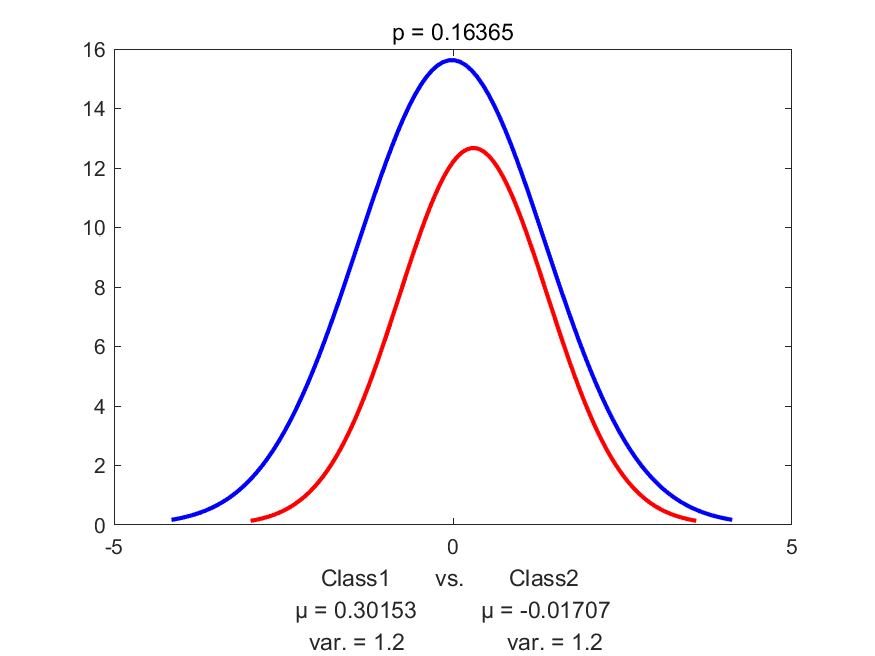 p = 0.16365
16
14
12
10
8
6
4
2
0
-5 0 5
Class1 vs. Class2
μ = 0.30153 μ = -0.01707
var. = 1.2 var. = 1.2